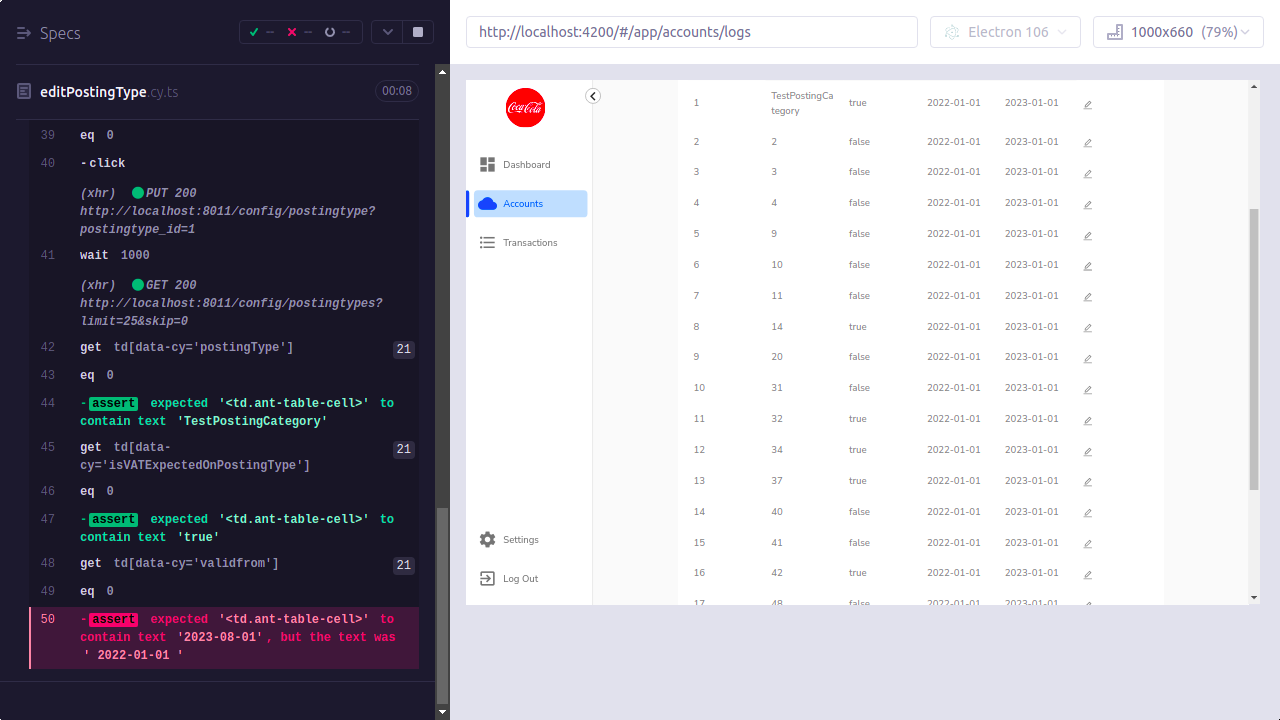 Specs
--
--
--
http://localhost:4200/#/app/accounts/logs
Electron 106
1000x660 (79%)
editPostingType.cy.ts
00:08
39 eq 0
40 -click
(xhr) PUT 200
http://localhost:8011/config/postingtype?
postingtype_id=1
41 wait 1000
(xhr) GET 200
http://localhost:8011/config/postingtypes?
limit=25&skip=0
42 get td[data-cy='postingType'] 21
43 eq 0
44 -assert expected '<td.ant-table-cell>' to
contain text 'TestPostingCategory'
45 get td[data- 21
cy='isVATExpectedOnPostingType']
46 eq 0
47 -assert expected '<td.ant-table-cell>' to
contain text 'true'
48 get td[data-cy='validfrom'] 21
49 eq 0
50 -assert expected '<td.ant-table-cell>' to
contain text '2023-08-01', but the text was
' 2022-01-01 '
Coca-Cola
Dashboard
Accounts
Transactions
Settings
Log Out
1 TestPostingCa
tegory true 2022-01-01 2023-01-01
2 2 false 2022-01-01 2023-01-01
3 3 false 2022-01-01 2023-01-01
4 4 false 2022-01-01 2023-01-01
5 9 false 2022-01-01 2023-01-01
6 10 false 2022-01-01 2023-01-01
7 11 false 2022-01-01 2023-01-01
8 14 true 2022-01-01 2023-01-01
9 20 false 2022-01-01 2023-01-01
10 31 false 2022-01-01 2023-01-01
11 32 true 2022-01-01 2023-01-01
12 34 true 2022-01-01 2023-01-01
13 37 true 2022-01-01 2023-01-01
14 40 false 2022-01-01 2023-01-01
15 41 false 2022-01-01 2023-01-01
16 42 true 2022-01-01 2023-01-01
17 48 false 2022-01-01 2023-01-01